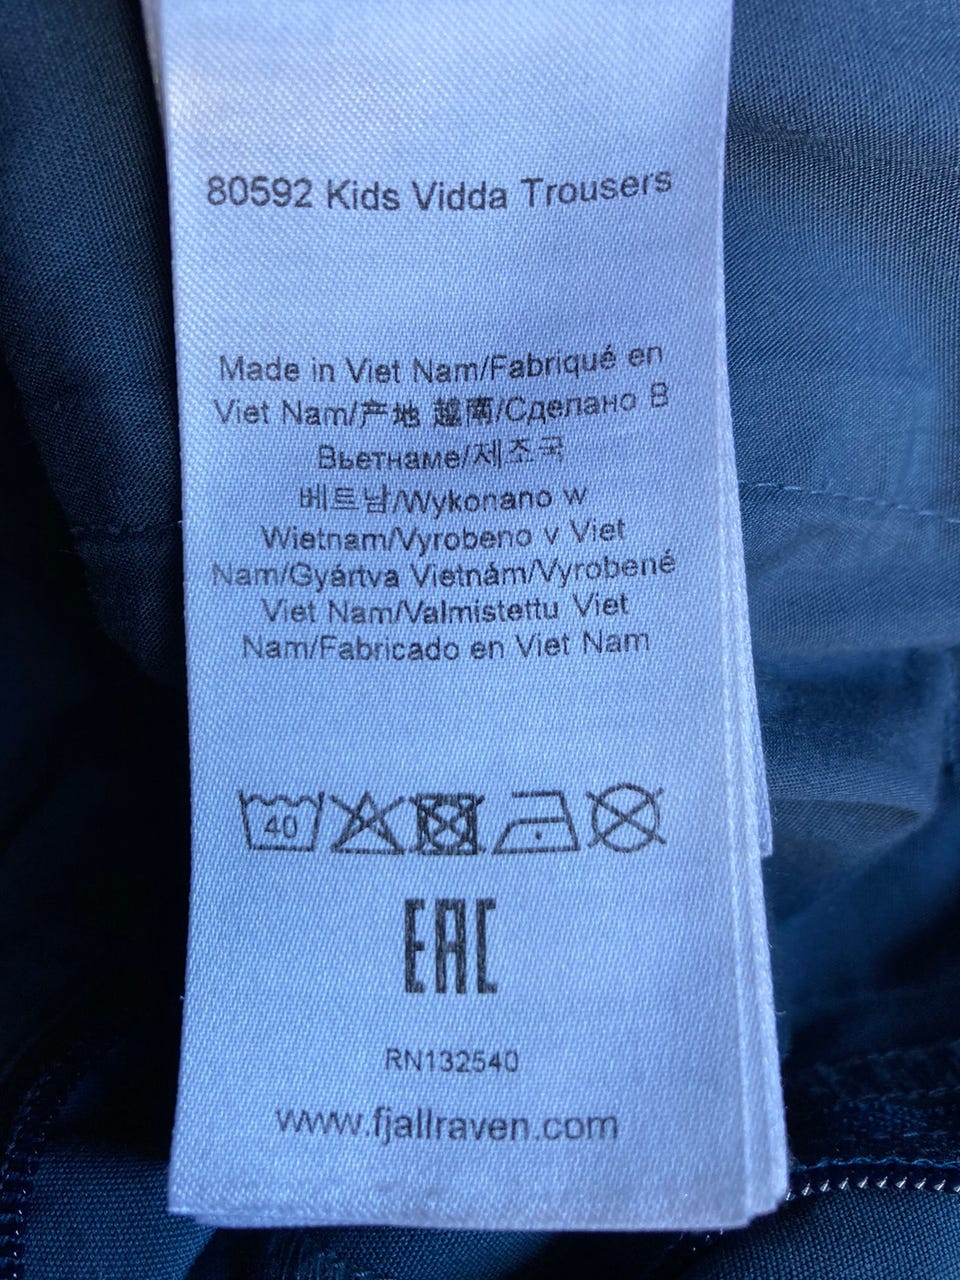 80592 Kids Vidda Trousers
Made in Viet Nam/Fabriqué en
Viet Nam/产地 越南/Сделано В
Вьетнаме/제조국
베트남/Wykonano w
Wietnam/Vyrobeno v Viet
Nam/Gyártva Vietnám/Vyrobené
Viet Nam/Valmistettu Viet
Nam/Fabricado en Viet Nam
40
EAC
RN132540
www.fjallraven.com